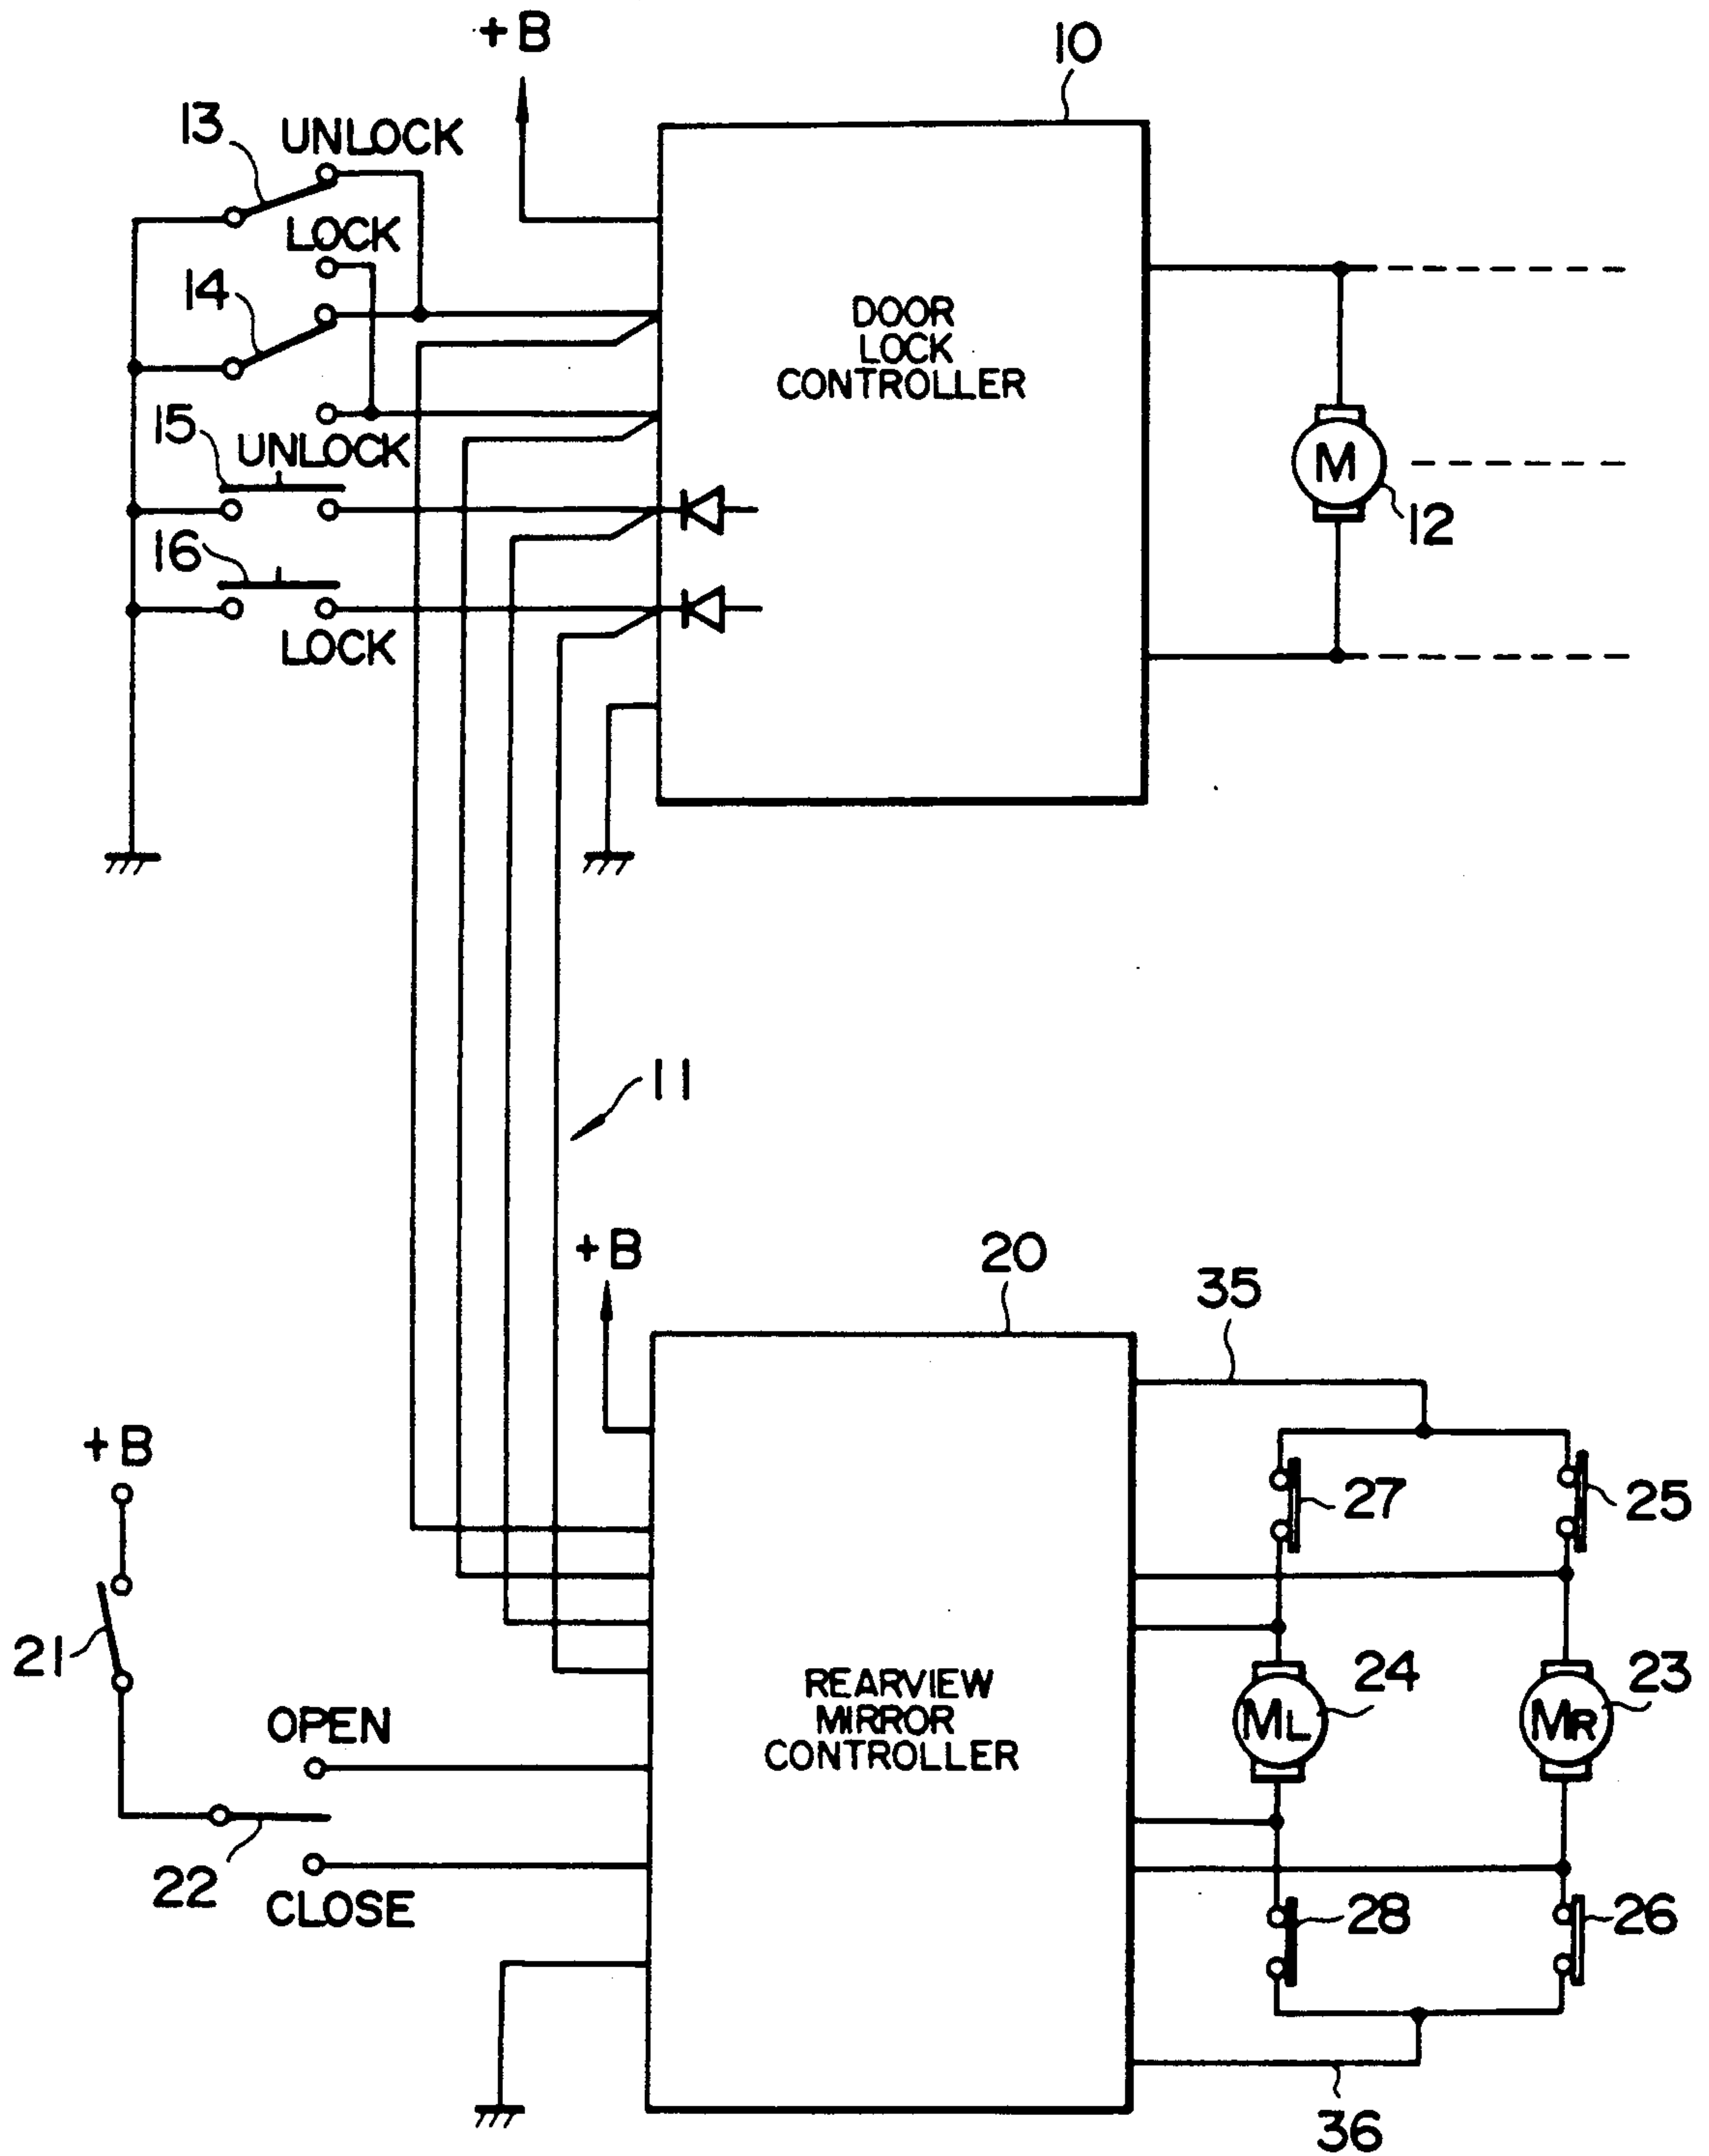 +B
10
13
UNLOCK
LOCK
14
DOOR
LOCK
CONTROLLER
15
UNLOCK
M
12
16
LOCK
11
+B
20
35
+B
27
25
21
24
23
REARVIEW
MIRROR
CONTROLLER
ML
MR
OPEN
22
CLOSE
28
26
36